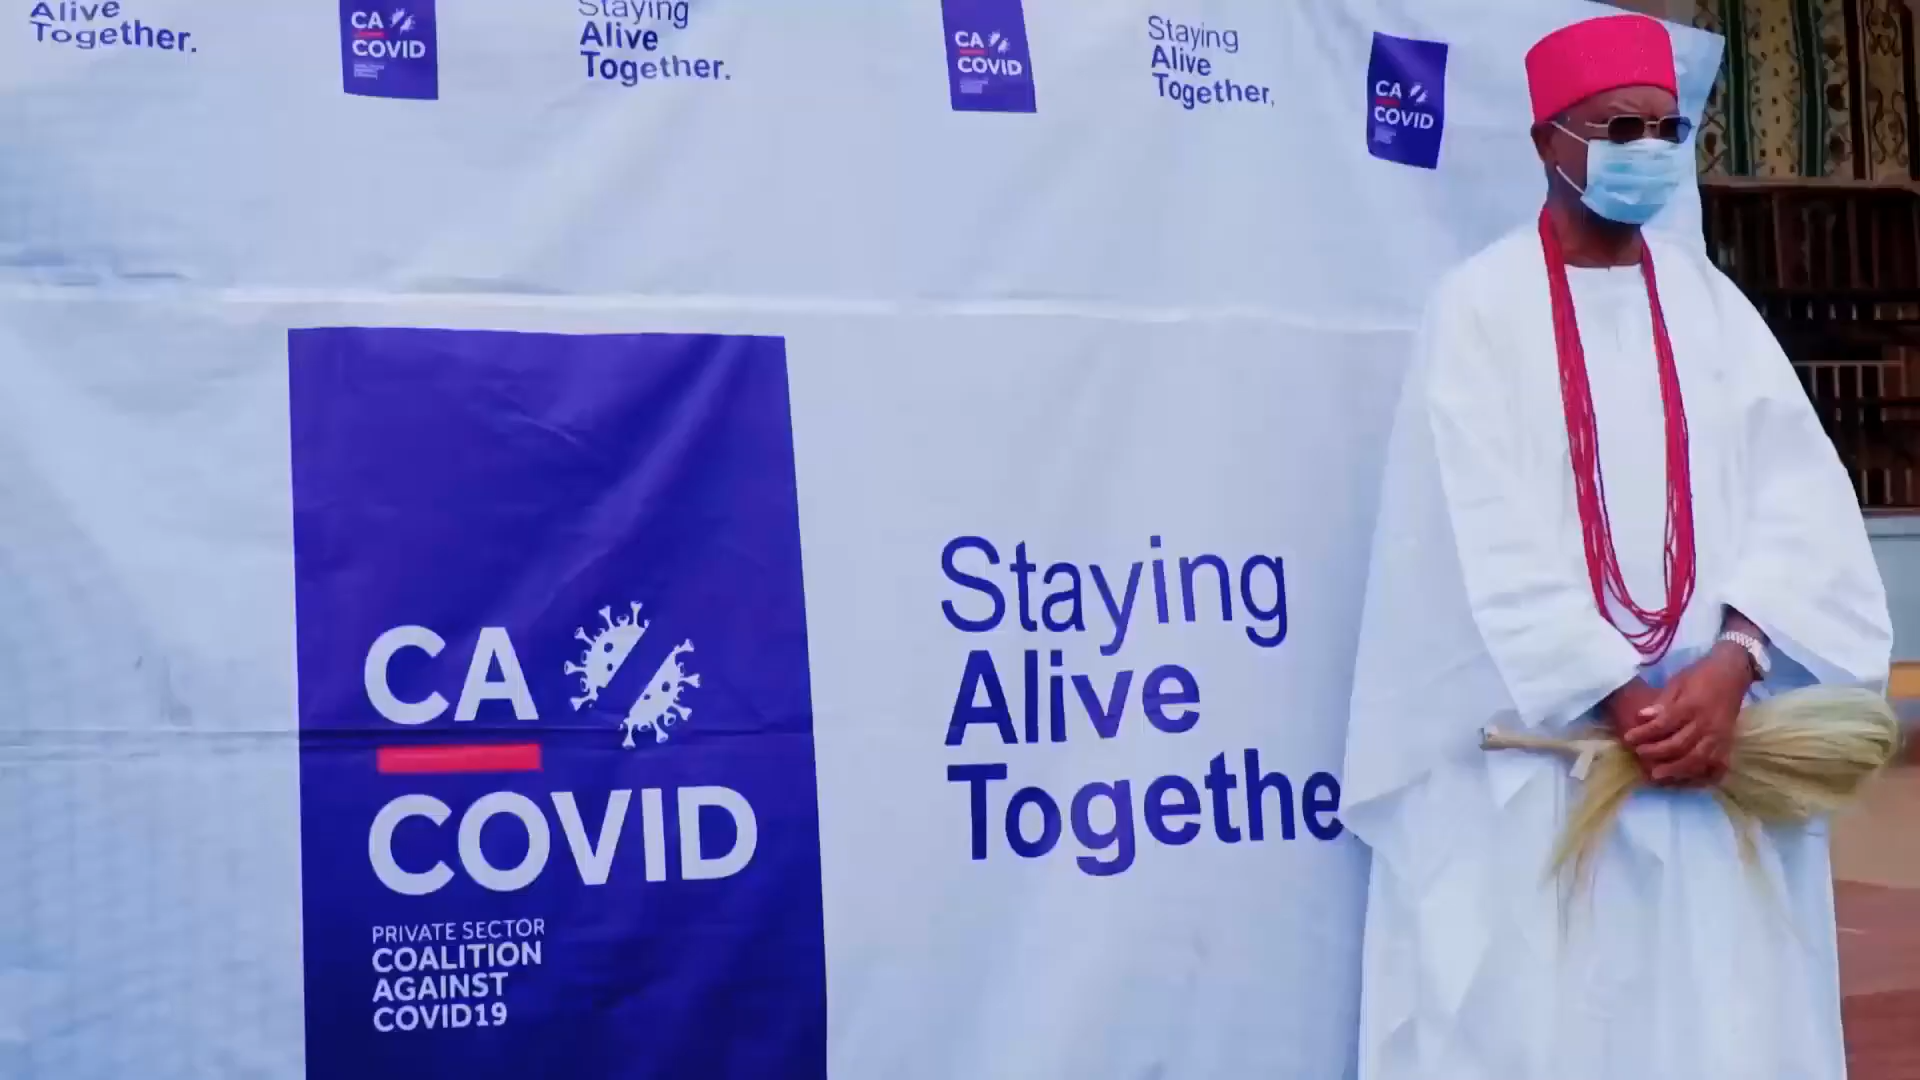 Alive
Together.
CA
COVID
Staying
Alive
Together.
CA
COVID
Staying
Alive
Together.
CA
COVID
CA
COVID
PRIVATE SECTOR
COALITION
AGAINST
COVID19
Staying
Alive
Togethe